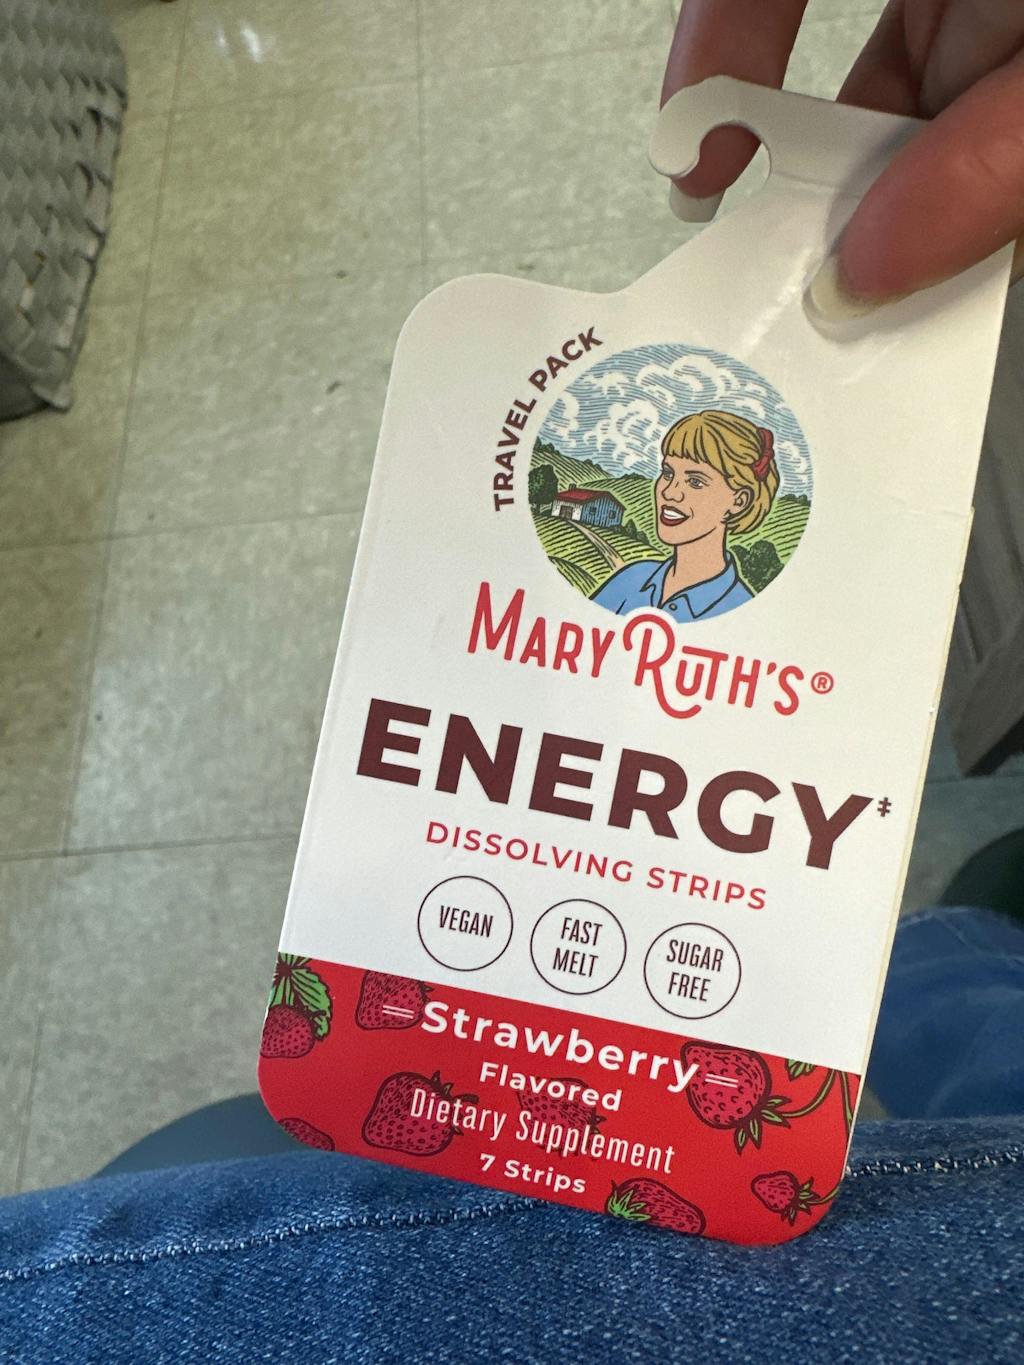 TRAVEL PACK
MARY RUTH'S®
ENERGY‡
DISSOLVING STRIPS
VEGAN
FAST
MELT
SUGAR
FREE
Strawberry
Flavored
Dietary Supplement
7 Strips